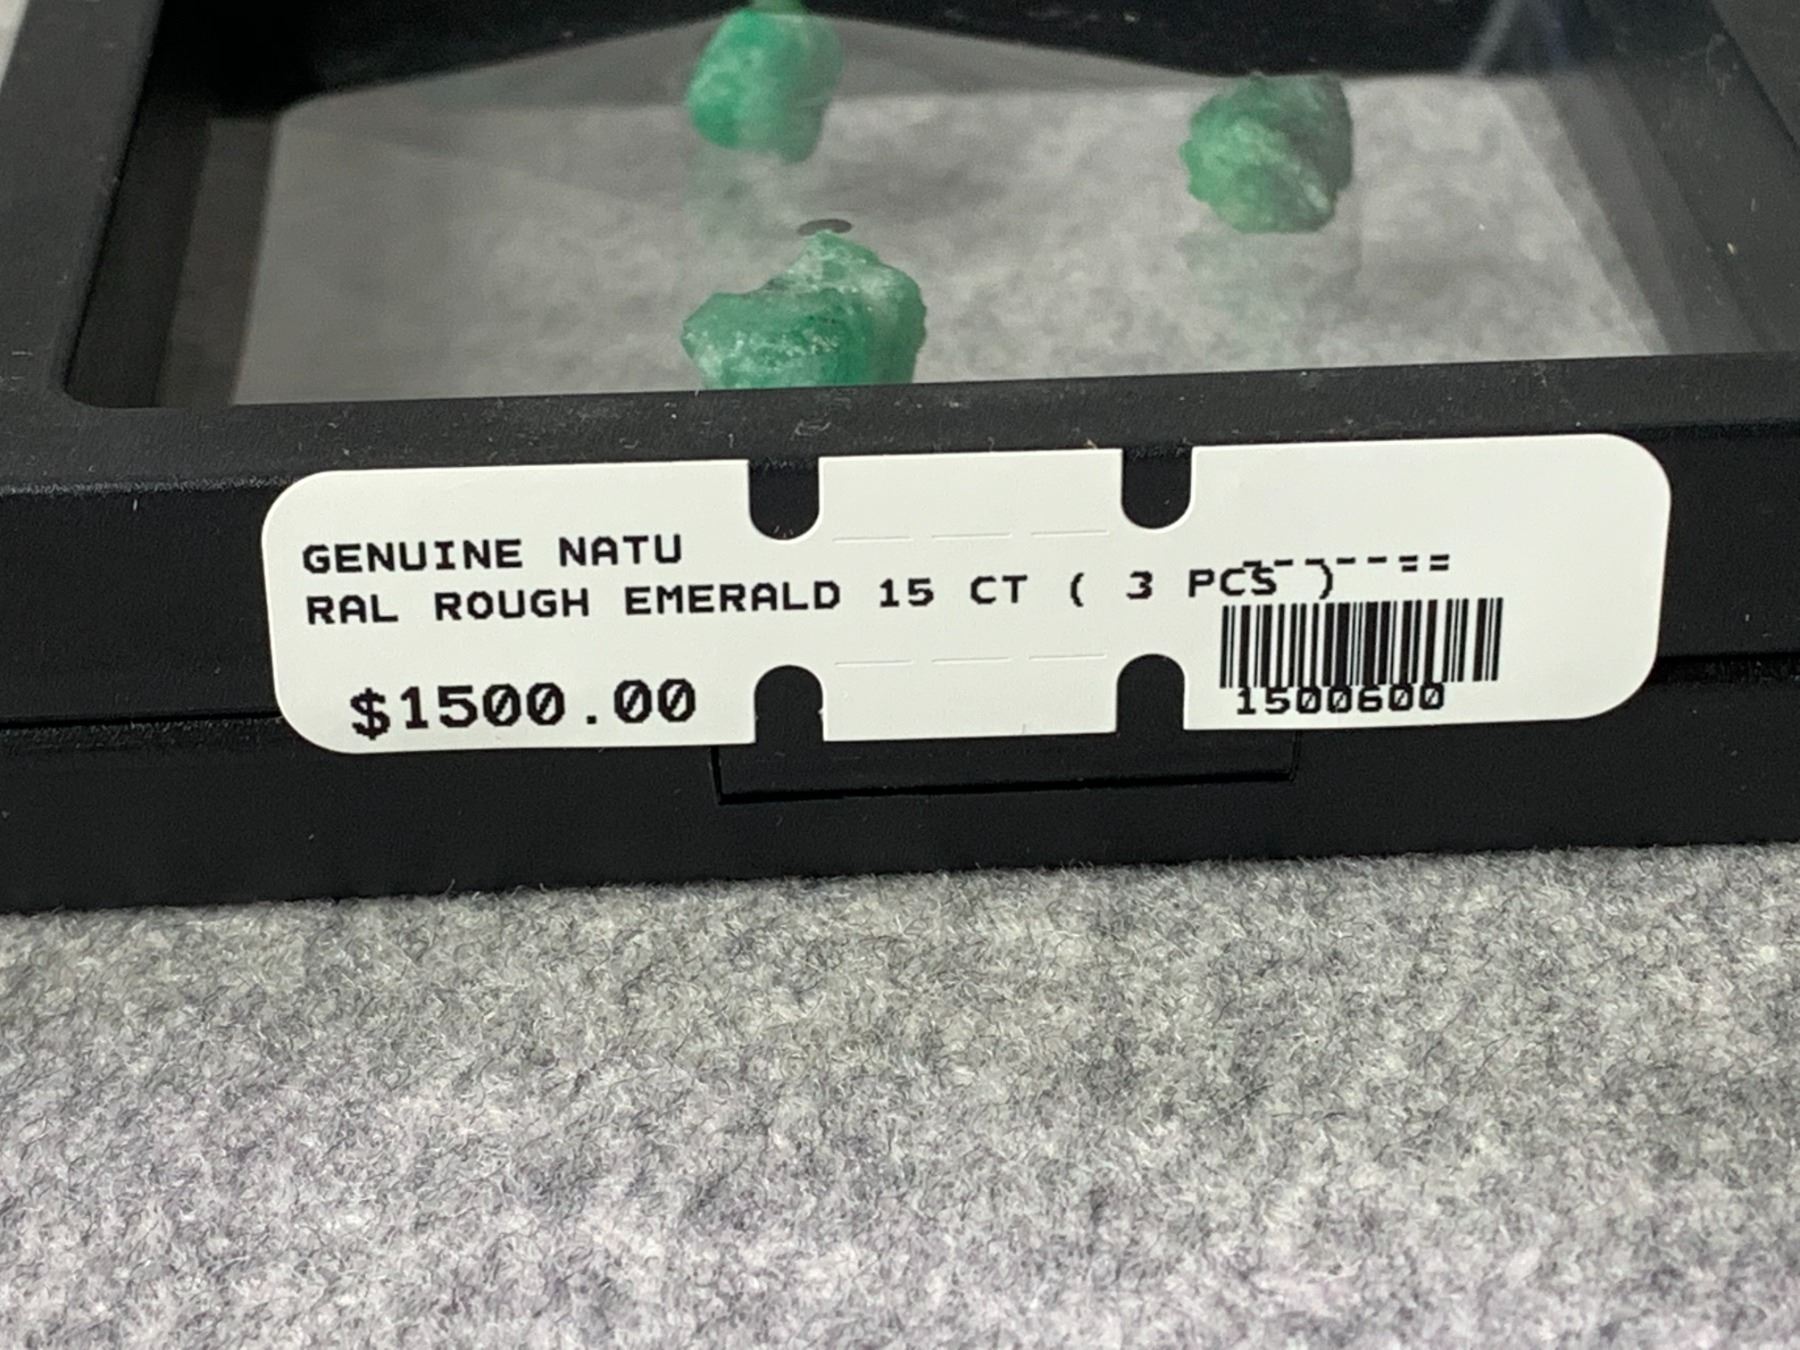 GENUINE NATU
RAL ROUGH EMERALD 15 CT ( 3 PCS )
$1500.00
1500600